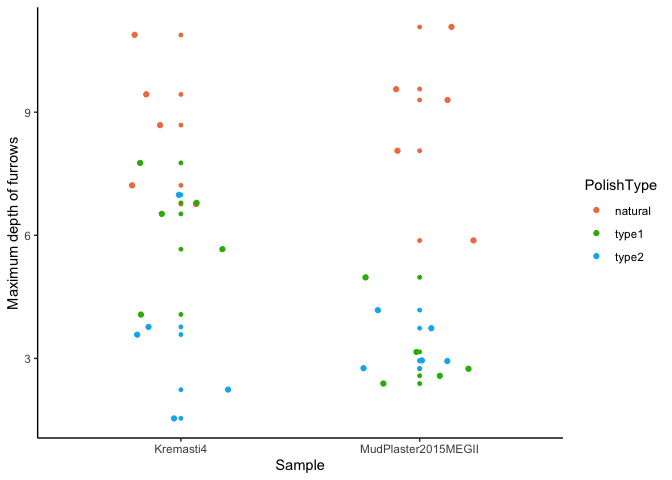 Maximum depth of furrows
9
6
3
Kremasti4
MudPlaster2015MEGII
Sample
PolishType
natural
type1
type2